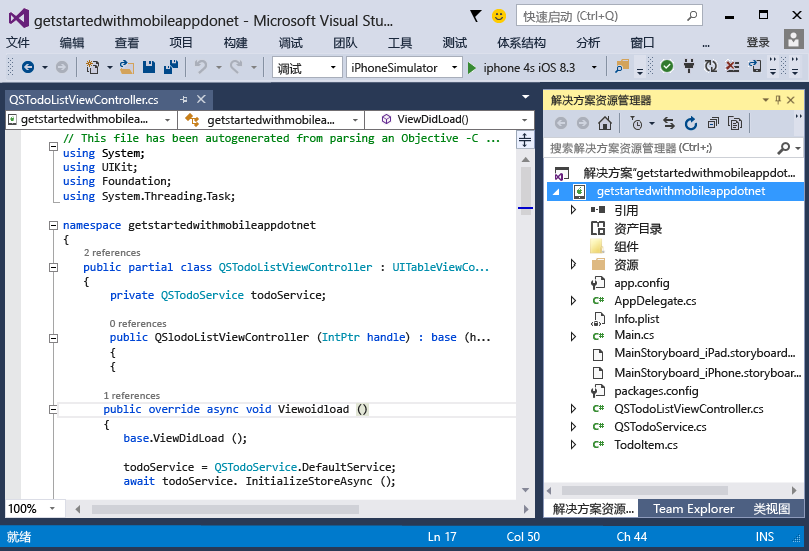 getstartedwithmobileappdonet - Microsoft Visual Stu...
快速启动 (Ctrl+Q)
文件 编辑 查看 项目 构建 调试 团队 工具 测试 体系结构 分析 窗口 ... 登录
调试 iPhoneSimulator iphone 4s iOS 8.3
QSTodoListViewController.cs
getstartedwithmobilea... getstartedwithmobilea... ViewDidLoad()
// This file has been autogenerated from parsing an Objective -C ...
using System;
using UIKit;
using Foundation;
using System.Threading.Task;
namespace getstartedwithmobileappdotnet
{
2 references
public partial class QSTodoListViewController : UITableViewCo...
{
private QSTodoService todoService;
0 references
public QSlodoListViewController (IntPtr handle) : base (h...
{
{
1 references
public override async void Viewoidload ()
{
base.ViewDidLoad ();
todoService = QSTodoService.DefaultService;
await todoService. InitializeStoreAsync ();
100%
解决方案资源管理器
搜索解决方案资源管理器 (Ctrl+;)
解决方案"getstartedwithmobileappdot...
getstartedwithmobileappdotnet
引用
资产目录
组件
资源
app.config
AppDelegate.cs
Info.plist
Main.cs
MainStoryboard_iPad.storyboard...
MainStoryboard_iPhone.storyboar...
packages.config
QSTodoListViewController.cs
QSTodoService.cs
TodoItem.cs
解决方案资源... Team Explorer 类视图
就绪 Ln 17 Col 50 Ch 44 INS